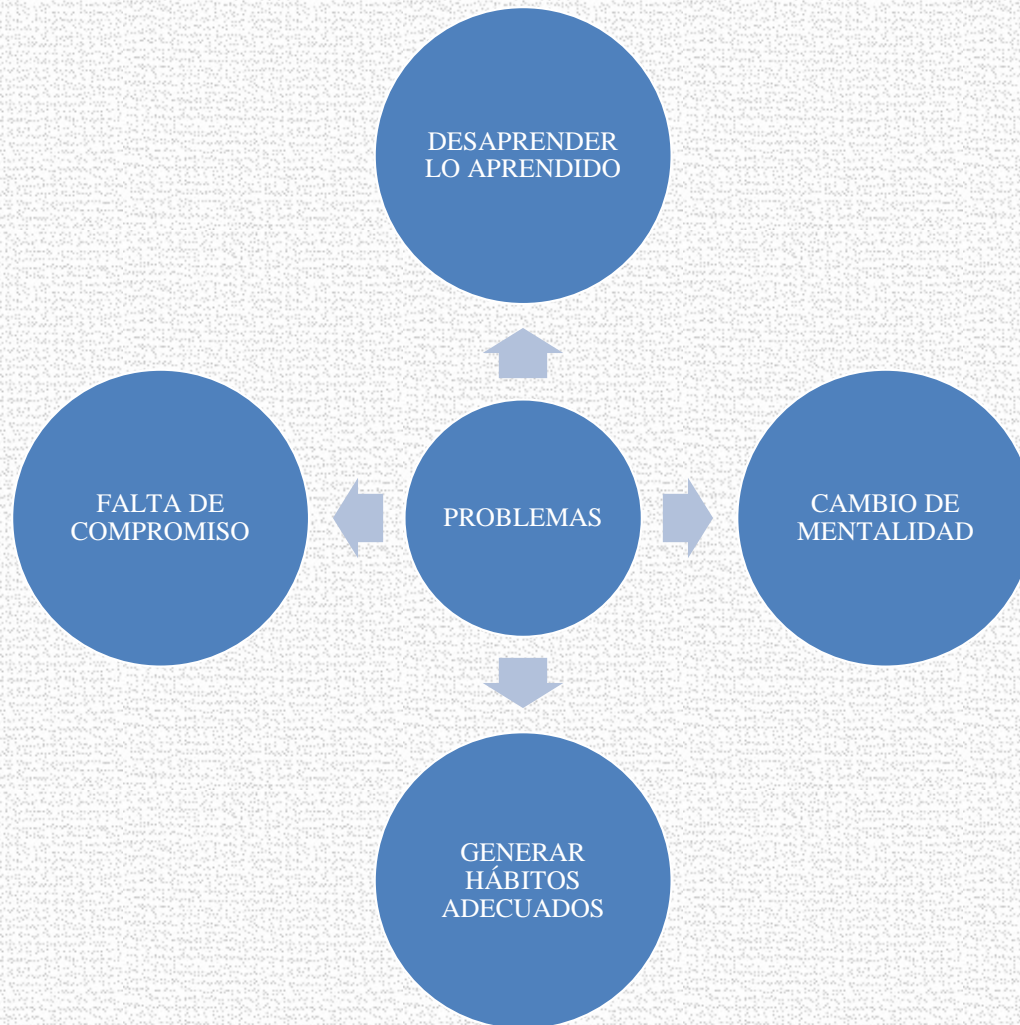 DESAPRENDER
LO APRENDIDO
FALTA DE
COMPROMISO
PROBLEMAS
CAMBIO DE
MENTALIDAD
GENERAR
HÁBITOS
ADECUADOS